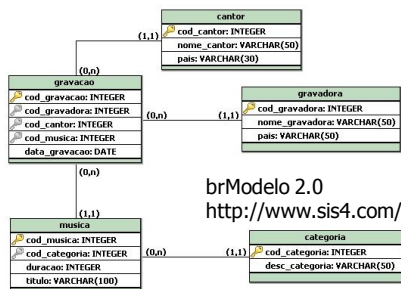 cantor
cod_cantor: INTEGER
nome_cantor: VARCHAR(50)
pais: VARCHAR(30)
(1,1)
(0,n)
gravacao
cod_gravacao: INTEGER
cod_gravadora: INTEGER
cod_cantor: INTEGER
cod_musica: INTEGER
data_gravacao: DATE
(0,n)
(1,1)
gravadora
cod_gravadora: INTEGER
nome_gravadora: VARCHAR(50)
pais: VARCHAR(50)
(0,n)
(1,1)
brModelo 2.0
http://www.sis4.com/
musica
cod_musica: INTEGER
cod_categoria: INTEGER
duracao: INTEGER
titulo: VARCHAR(100)
(0,n)
(1,1)
categoria
cod_categoria: INTEGER
desc_categoria: VARCHAR(50)